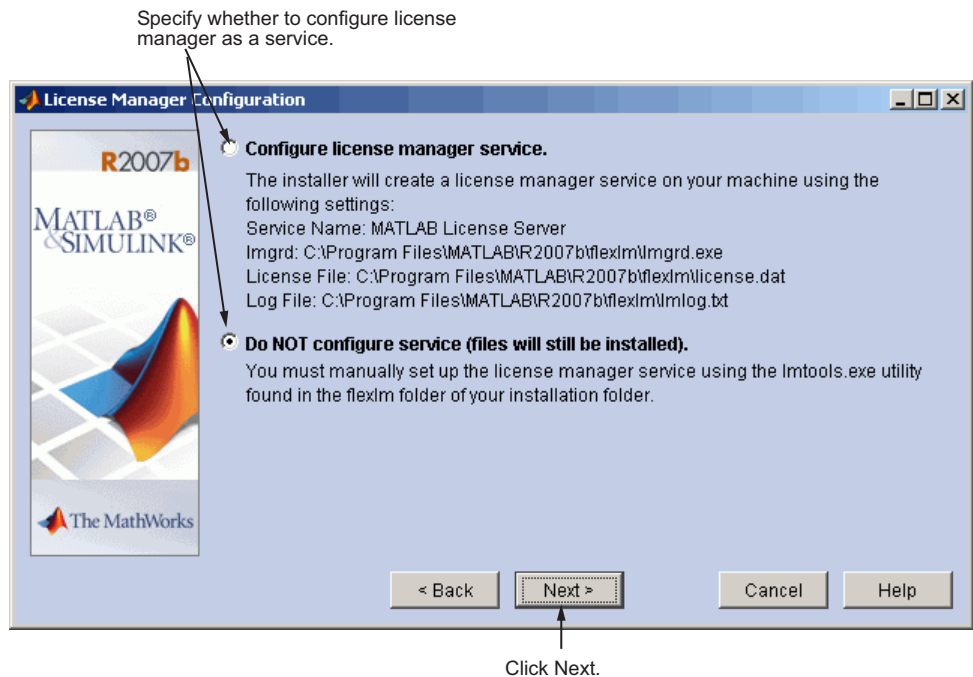 Specify whether to configure license
manager as a service.
License Manager Configuration
R2007b
MATLAB®
&SIMULINK®
The MathWorks
Configure license manager service.
The installer will create a license manager service on your machine using the
following settings:
Service Name: MATLAB License Server
lmgrd: C:\Program Files\MATLAB\R2007b\flexlm\lmgrd.exe
License File: C:\Program Files\MATLAB\R2007b\flexlm\license.dat
Log File: C:\Program Files\MATLAB\R2007b\flexlm\lmlog.txt
Do NOT configure service (files will still be installed).
You must manually set up the license manager service using the lmtools.exe utility
found in the flexlm folder of your installation folder.
< Back
Next >
Cancel
Help
Click Next.